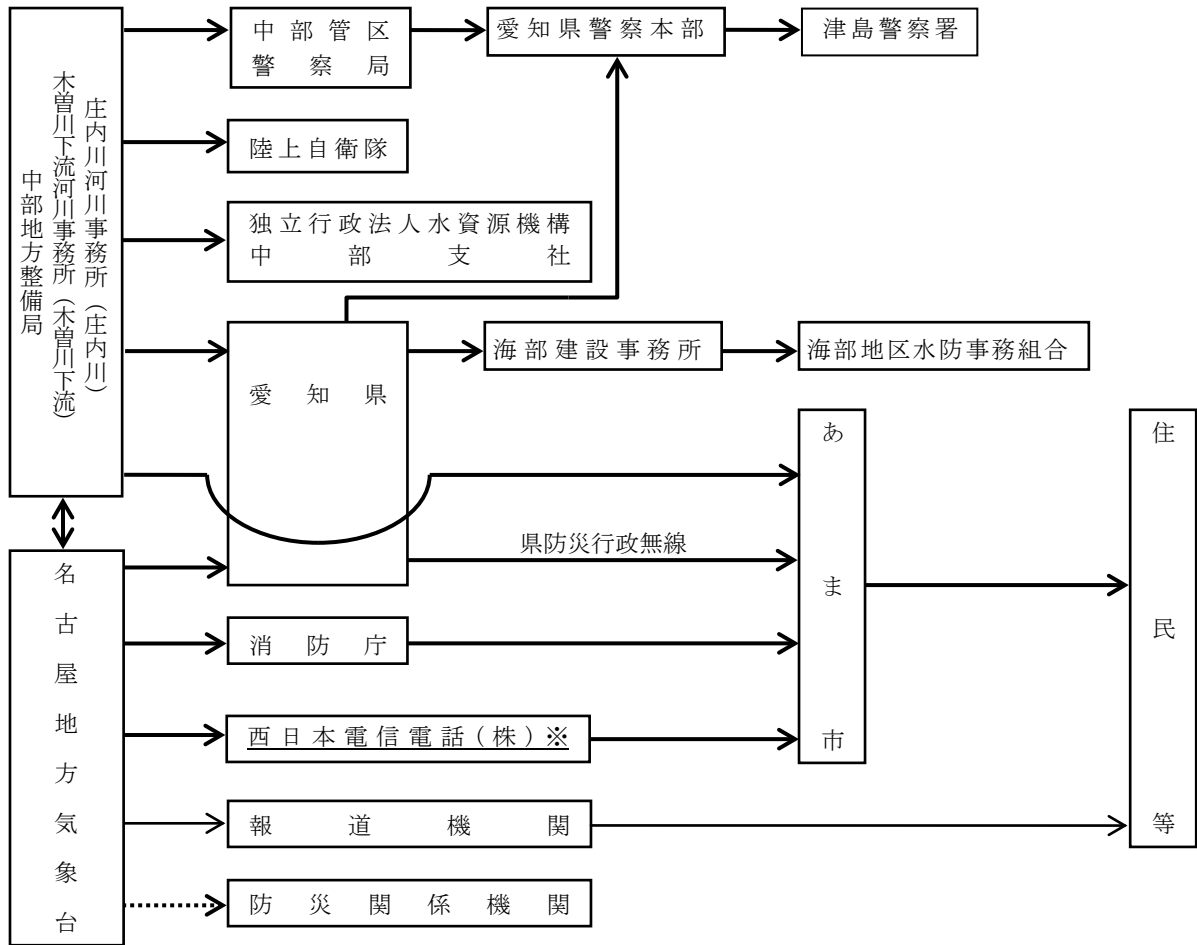 庄内川河川事務所（庄内川）
木曽川下流河川事務所（木曽川下流）
中部地方整備局
中部管区
警察局
愛知県警察本部
津島警察署
陸上自衛隊
独立行政法人水資源機構
中部支社
愛知県
海部建設事務所
海部地区水防事務組合
県防災行政無線
あま市
住民等
名古屋地方気象台
消防庁
西日本電信電話(株)※
報道機関
防災関係機関